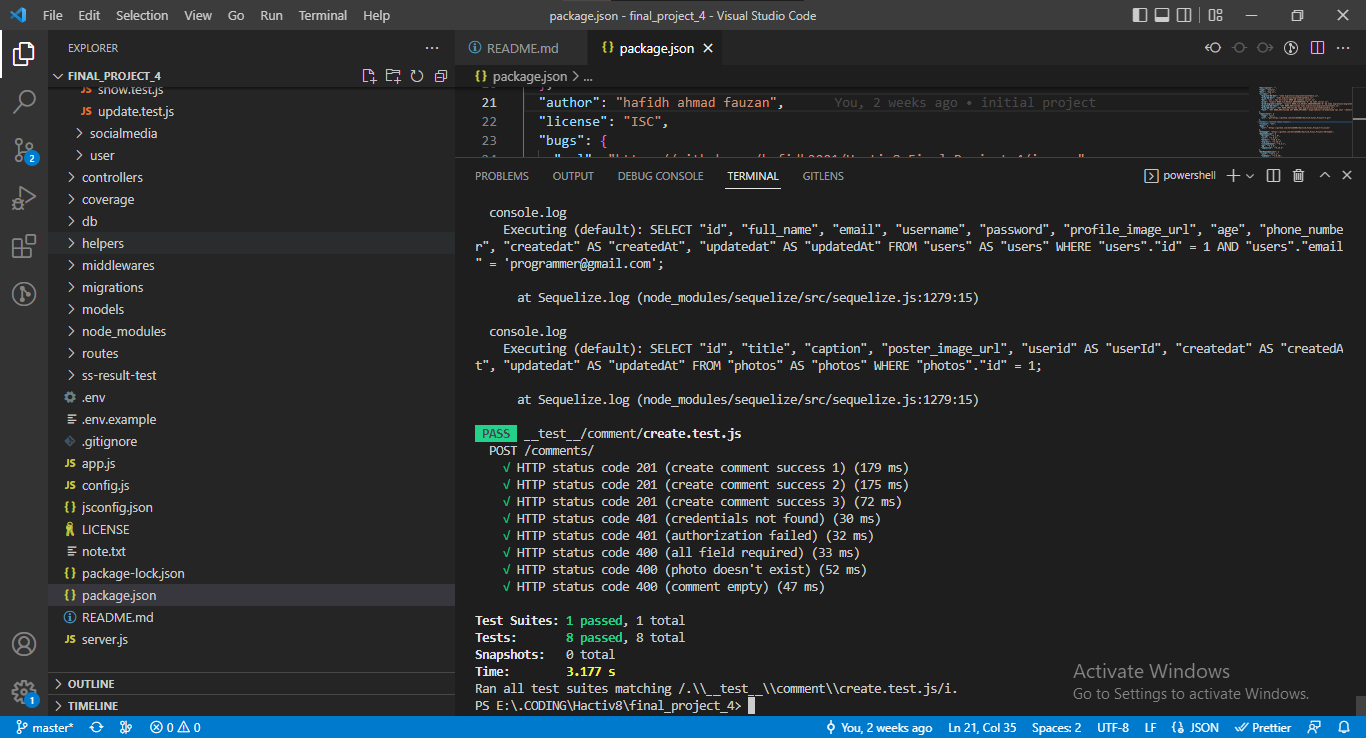 File Edit Selection View Go Run Terminal Help
package.json - final_project_4 - Visual Studio Code
EXPLORER
FINAL_PROJECT_4
JS show.test.js
JS update.test.js
socialmedia
user
controllers
coverage
db
helpers
middlewares
migrations
models
node_modules
routes
ss-result-test
.env
.env.example
.gitignore
JS app.js
JS config.js
{} jsconfig.json
LICENSE
note.txt
{} package-lock.json
{} package.json
README.md
JS server.js
OUTLINE
TIMELINE
2
1
README.md
{} package.json
{} package.json > ...
21 "author": "hafidh ahmad fauzan", You, 2 weeks ago • initial project
22 "license": "ISC",
23 "bugs": {
PROBLEMS OUTPUT DEBUG CONSOLE TERMINAL GITLENS
powershell
console.log
Executing (default): SELECT "id", "full_name", "email", "username", "password", "profile_image_url", "age", "phone_numbe
r", "createdat" AS "createdAt", "updatedat" AS "updatedAt" FROM "users" AS "users" WHERE "users"."id" = 1 AND "users"."email
" = 'programmer@gmail.com';
at Sequelize.log (node_modules/sequelize/src/sequelize.js:1279:15)
console.log
Executing (default): SELECT "id", "title", "caption", "poster_image_url", "userid" AS "userId", "createdat" AS "createdA
t", "updatedat" AS "updatedAt" FROM "photos" AS "photos" WHERE "photos"."id" = 1;
at Sequelize.log (node_modules/sequelize/src/sequelize.js:1279:15)
PASS __test__/comment/create.test.js
POST /comments/
√ HTTP status code 201 (create comment success 1) (179 ms)
√ HTTP status code 201 (create comment success 2) (175 ms)
√ HTTP status code 201 (create comment success 3) (72 ms)
√ HTTP status code 401 (credentials not found) (30 ms)
√ HTTP status code 401 (authorization failed) (32 ms)
√ HTTP status code 400 (all field required) (33 ms)
√ HTTP status code 400 (photo doesn't exist) (52 ms)
√ HTTP status code 400 (comment empty) (47 ms)
Test Suites: 1 passed, 1 total
Tests: 8 passed, 8 total
Snapshots: 0 total
Time: 3.177 s
Ran all test suites matching /.\\__test__\\comment\\create.test.js/i.
PS E:\.CODING\Hactiv8\final_project_4>
Activate Windows
Go to Settings to activate Windows.
master* 0 0 You, 2 weeks ago Ln 21, Col 35 Spaces: 2 UTF-8 LF {} JSON Prettier